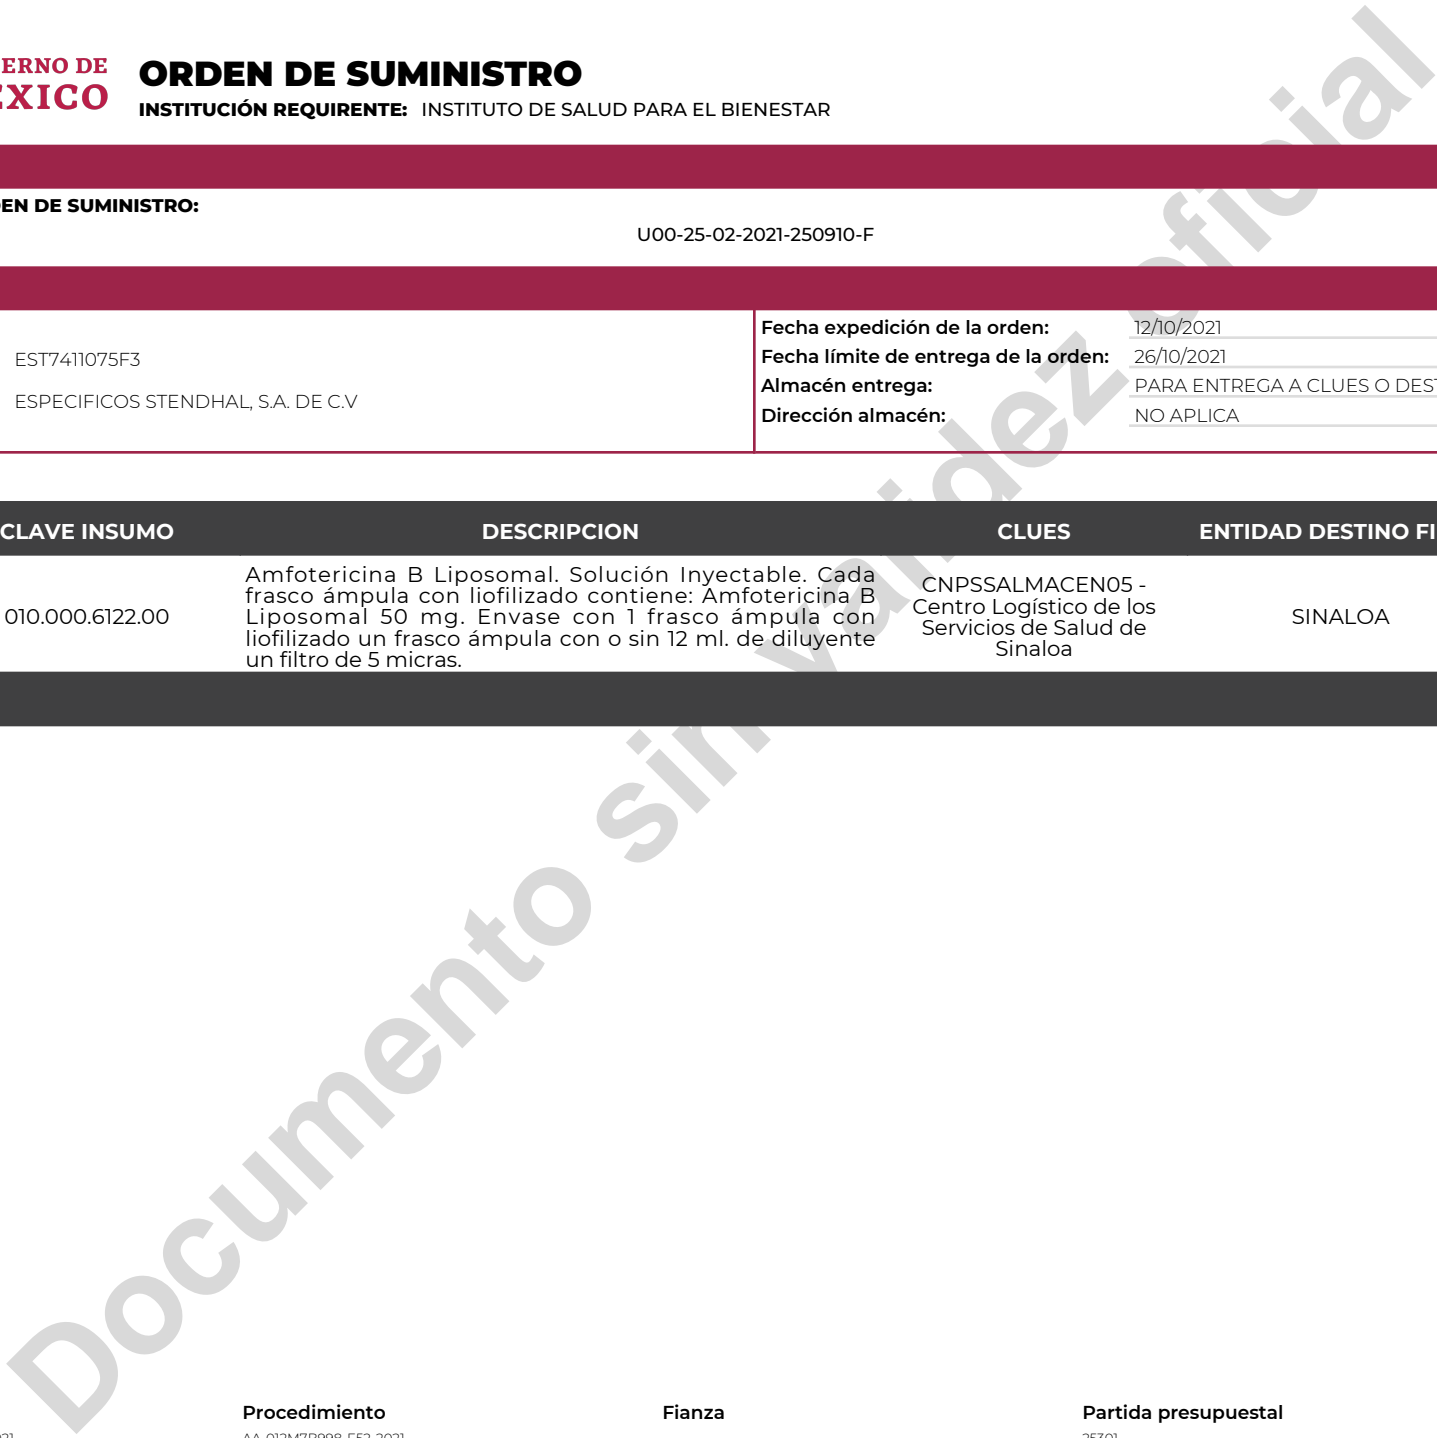 ERNO DE
EXICO
ORDEN DE SUMINISTRO
INSTITUCIÓN REQUIRENTE: INSTITUTO DE SALUD PARA EL BIENESTAR
EN DE SUMINISTRO:
U00-25-02-2021-250910-F
EST7411075F3
ESPECIFICOS STENDHAL, S.A. DE C.V
Fecha expedición de la orden: 12/10/2021
Fecha límite de entrega de la orden: 26/10/2021
Almacén entrega: PARA ENTREGA A CLUES O DEST
Dirección almacén: NO APLICA
CLAVE INSUMO DESCRIPCION CLUES ENTIDAD DESTINO FI
010.000.6122.00
Amfotericina B Liposomal. Solución Inyectable. Cada
frasco ámpula con liofilizado contiene: Amfotericina B
Liposomal 50 mg. Envase con 1 frasco ámpula con
liofilizado un frasco ámpula con o sin 12 ml. de diluyente
un filtro de 5 micras.
CNPSSALMACEN05 -
Centro Logístico de los
Servicios de Salud de
Sinaloa
SINALOA
Documento sin validez oficial
Procedimiento Fianza Partida presupuestal